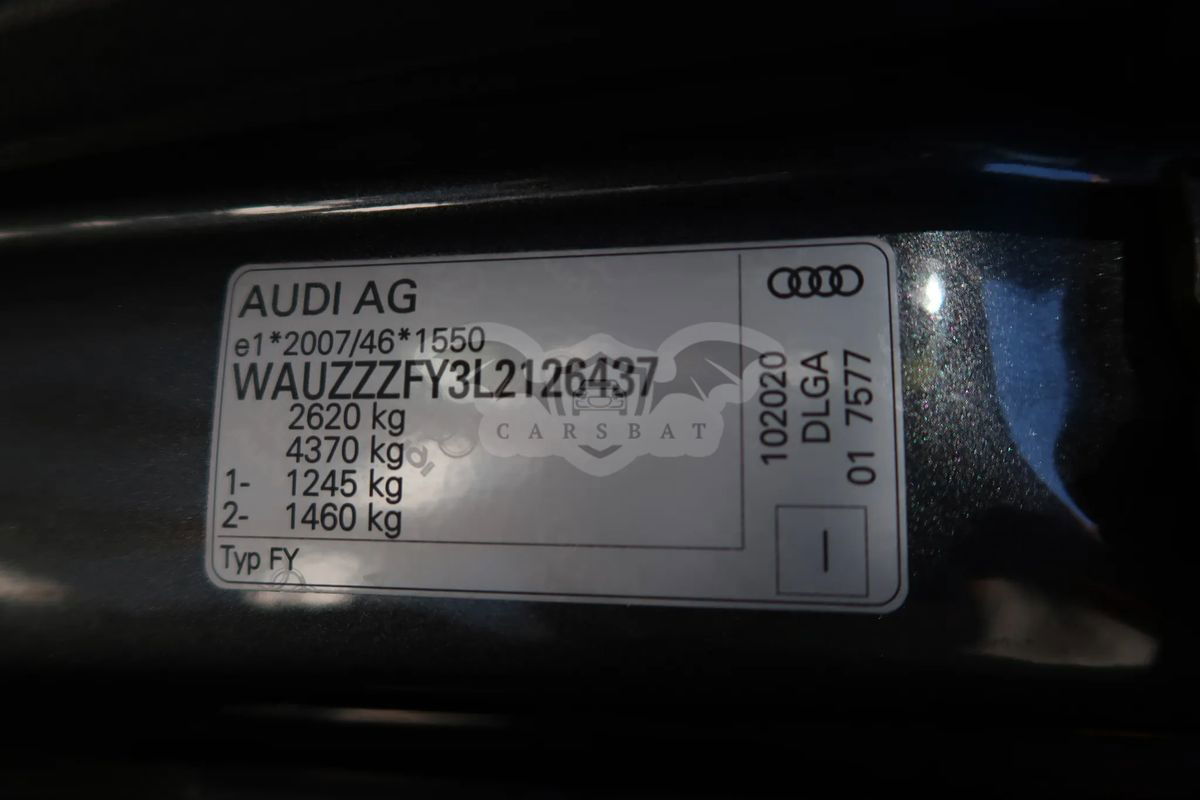 AUDI AG
e1*2007/46*1550
WAUZZZFY3L2126437
2620 kg
4370 kg
1- 1245 kg
2- 1460 kg
Typ FY
102020
DLGA
01 7577
CARSBAT